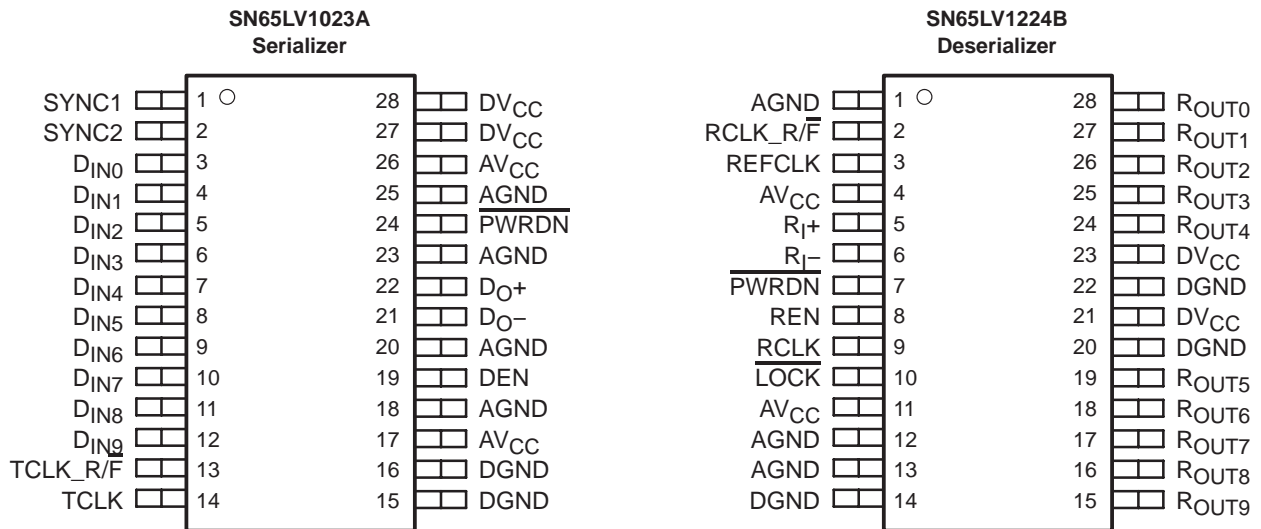 SN65LV1023A
Serializer
SYNC1 1 28 DVCC
SYNC2 2 27 DVCC
DIN0 3 26 AVCC
DIN1 4 25 AGND
DIN2 5 24 PWRDN
DIN3 6 23 AGND
DIN4 7 22 DO+
DIN5 8 21 DO−
DIN6 9 20 AGND
DIN7 10 19 DEN
DIN8 11 18 AGND
DIN9 12 17 AVCC
TCLK_R/F 13 16 DGND
TCLK 14 15 DGND
SN65LV1224B
Deserializer
AGND 1 28 ROUT0
RCLK_R/F 2 27 ROUT1
REFCLK 3 26 ROUT2
AVCC 4 25 ROUT3
RI+ 5 24 ROUT4
RI− 6 23 DVCC
PWRDN 7 22 DGND
REN 8 21 DVCC
RCLK 9 20 DGND
LOCK 10 19 ROUT5
AVCC 11 18 ROUT6
AGND 12 17 ROUT7
AGND 13 16 ROUT8
DGND 14 15 ROUT9